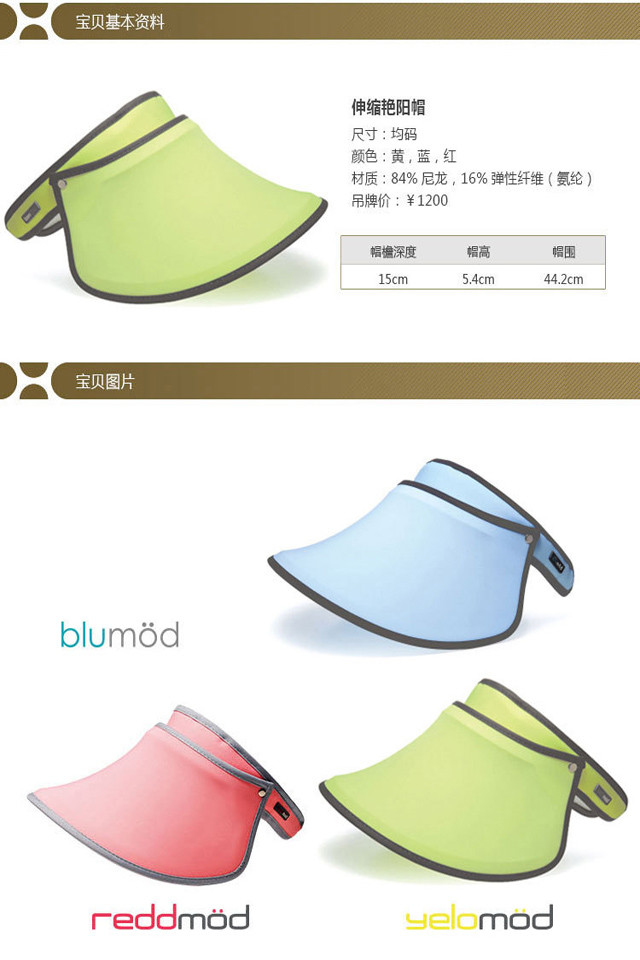 宝贝基本资料
伸缩艳阳帽
尺寸：均码
颜色：黄，蓝，红
材质：84% 尼龙，16% 弹性纤维（氨纶）
吊牌价：￥1200
帽檐深度 帽高 帽围
15cm 5.4cm 44.2cm
宝贝图片
blumöd
reddmöd yelomöd